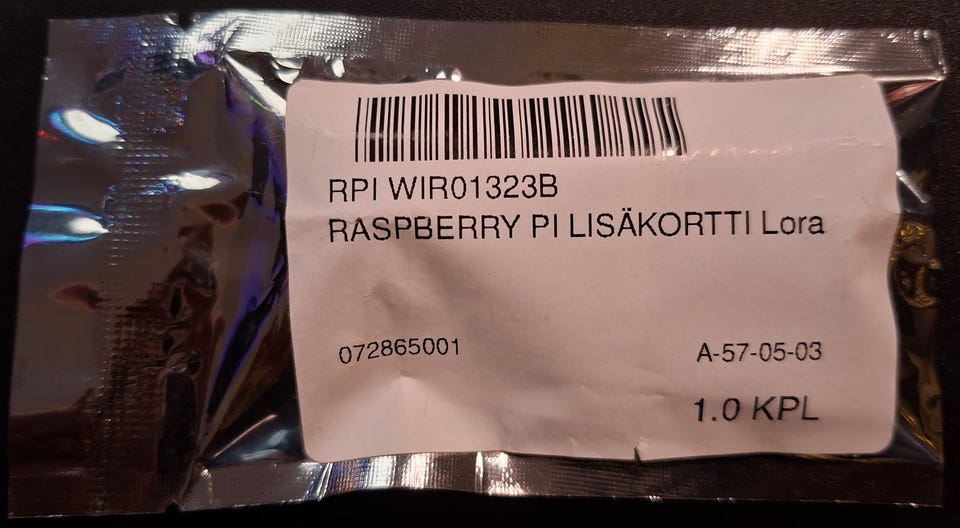 RPI WIR01323B
RASPBERRY PI LISÄKORTTI Lora
072865001 A-57-05-03
1.0 KPL